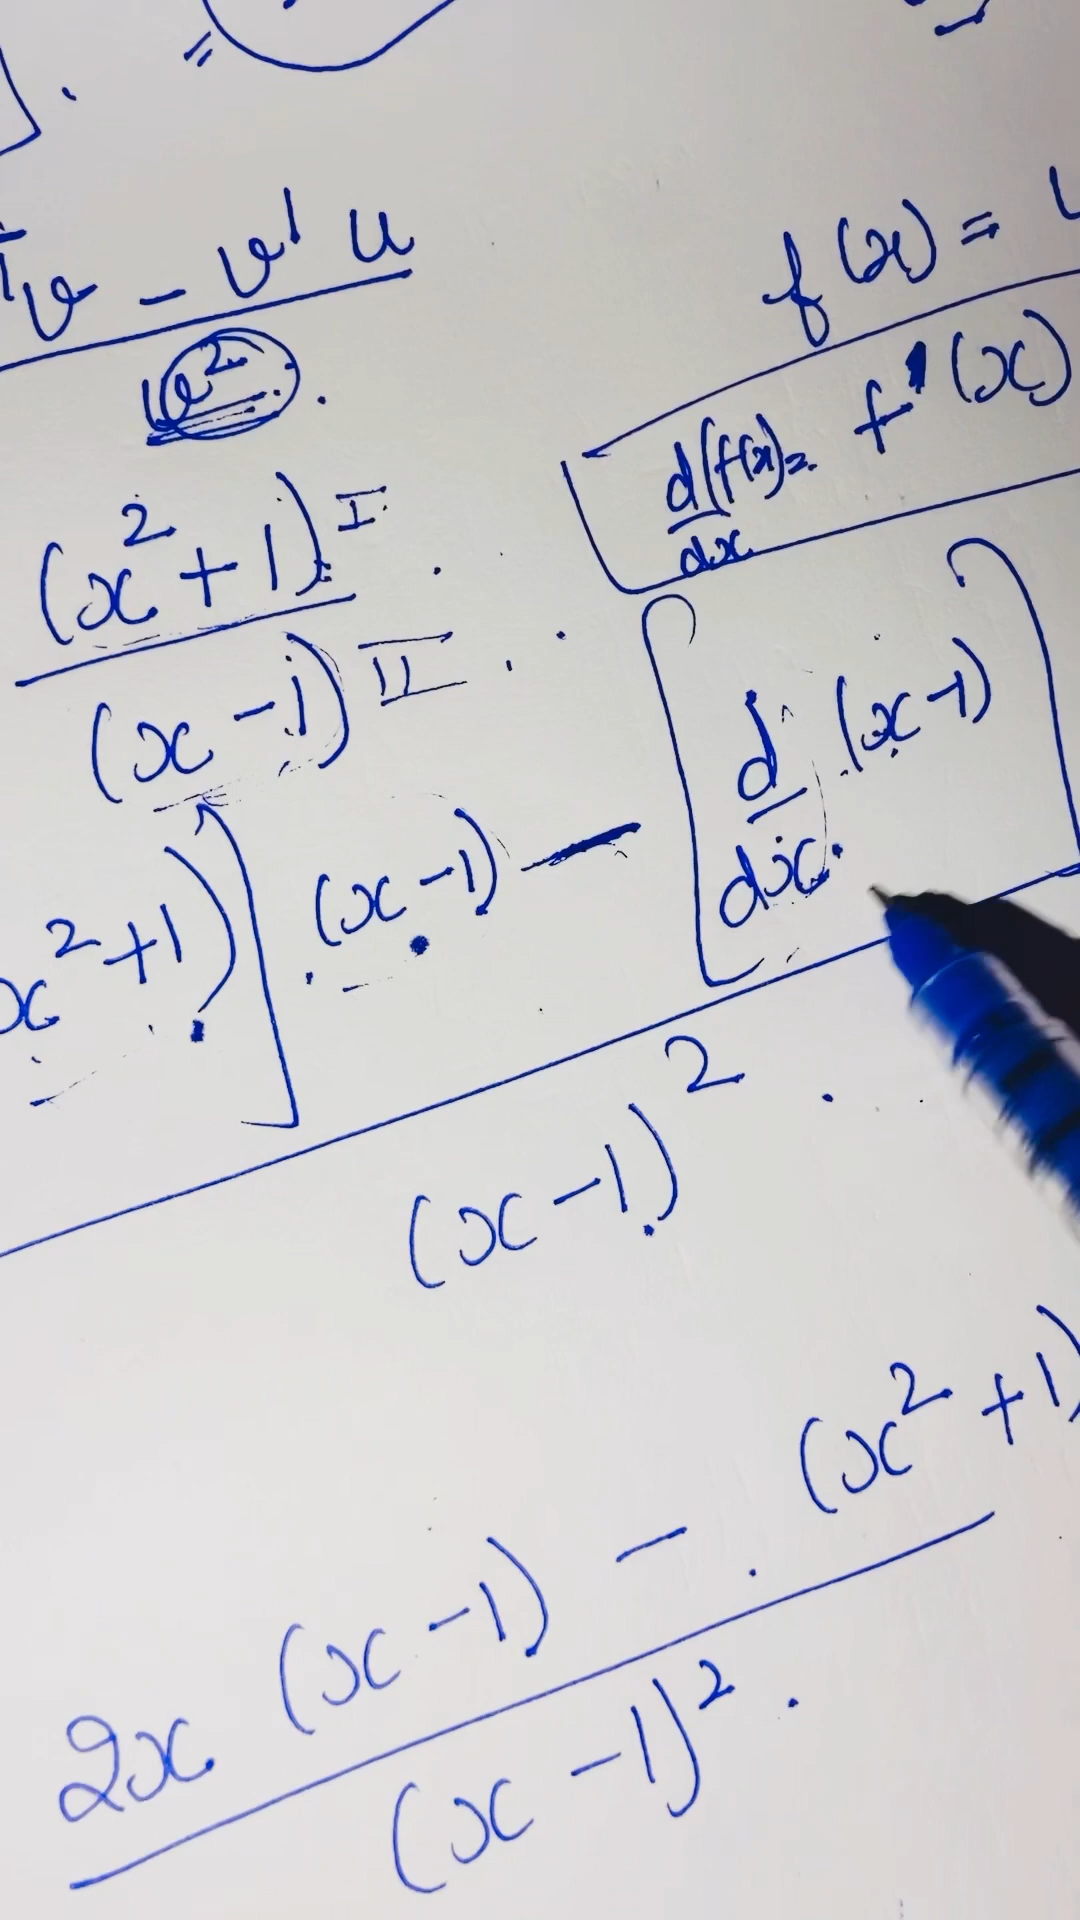 =
v - v' u
v²
f(x) =
d(f(x)) = f'(x)
dx
(x² + 1) I
(x - 1) II
d (x-1)
dx
x² + 1) ] (x - 1) -
(x - 1)²
2x (x - 1) - (x² + 1)
(x - 1)²